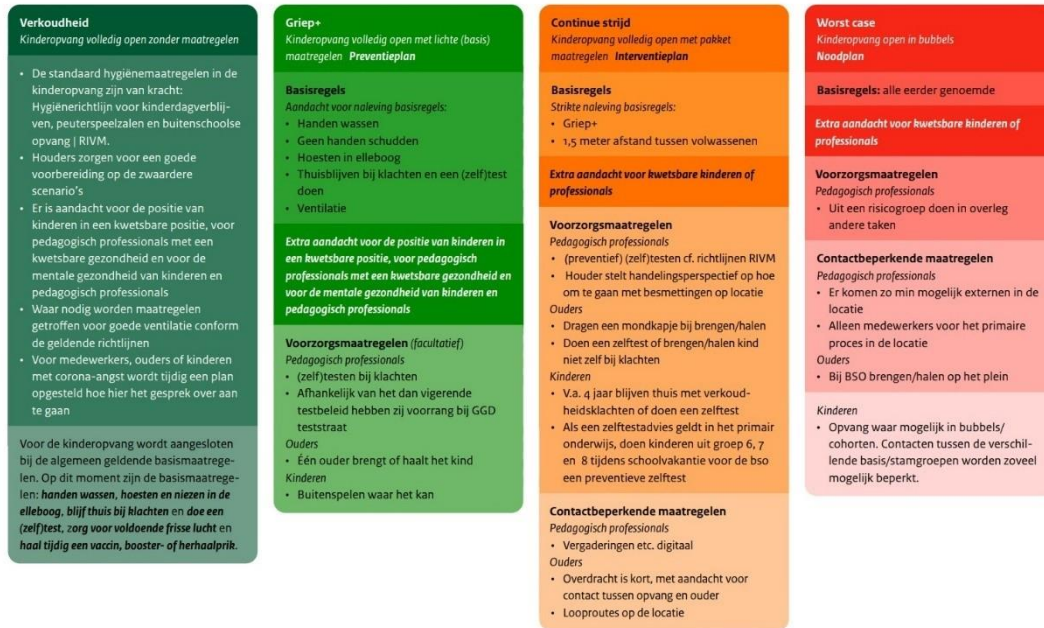 Verkoudheid
Kinderopvang volledig open zonder maatregelen
• De standaard hygiënemaatregelen in de
kinderopvang zijn van kracht:
Hygiënerichtlijn voor kinderdagverblij-
ven, peuterspeelzalen en buitenschoolse
opvang | RIVM.
• Houders zorgen voor een goede
voorbereiding op de zwaardere
scenario's
• Er is aandacht voor de positie van
kinderen in een kwetsbare positie, voor
pedagogisch professionals met een
kwetsbare gezondheid en voor de
mentale gezondheid van kinderen en
pedagogisch professionals
• Waar nodig worden maatregelen
getroffen voor goede ventilatie conform
de geldende richtlijnen
• Voor medewerkers, ouders of kinderen
met corona-angst wordt tijdig een plan
opgesteld hoe hier het gesprek over aan
te gaan
Voor de kinderopvang wordt aangesloten
bij de algemeen geldende basismaatrege-
len. Op dit moment zijn de basismaatrege-
len: handen wassen, hoesten en niezen in de
elleboog, blijf thuis bij klachten en doe een
(zelf)test, zorg voor voldoende frisse lucht en
haal tijdig een vaccin, booster- of herhaalprik.
Griep+
Kinderopvang volledig open met lichte (basis)
maatregelen Preventieplan
Basisregels
Aandacht voor naleving basisregels:
• Handen wassen
• Geen handen schudden
• Hoesten in elleboog
• Thuisblijven bij klachten en een (zelf)test
doen
• Ventilatie
Extra aandacht voor de positie van kinderen in
een kwetsbare positie, voor pedagogisch
professionals met een kwetsbare gezondheid en
voor de mentale gezondheid van kinderen en
pedagogisch professionals
Voorzorgsmaatregelen (facultatief)
Pedagogisch professionals
• (zelf)testen bij klachten
• Afhankelijk van het dan vigerende
testbeleid hebben zij voorrang bij GGD
teststraat
Ouders
• Één ouder brengt of haalt het kind
Kinderen
• Buitenspelen waar het kan
Continue strijd
Kinderopvang volledig open met pakket
maatregelen Interventieplan
Basisregels
Strikte naleving basisregels:
• Griep+
• 1,5 meter afstand tussen volwassenen
Extra aandacht voor kwetsbare kinderen of
professionals
Voorzorgsmaatregelen
Pedagogisch professionals
• (preventief) (zelf)testen cf. richtlijnen RIVM
• Houder stelt handelingsperspectief op hoe
om te gaan met besmettingen op locatie
Ouders
• Dragen een mondkapje bij brengen/halen
• Doen een zelftest of brengen/halen kind
niet zelf bij klachten
Kinderen
• V.a. 4 jaar blijven thuis met verkoud-
heidsklachten of doen een zelftest
• Als een zelftestadvies geldt in het primair
onderwijs, doen kinderen uit groep 6, 7
en 8 tijdens schoolvakantie voor de bso
een preventieve zelftest
Contactbeperkende maatregelen
Pedagogisch professionals
• Vergaderingen etc. digitaal
Ouders
• Overdracht is kort, met aandacht voor
contact tussen opvang en ouder
• Looproutes op de locatie
Worst case
Kinderopvang open in bubbels
Noodplan
Basisregels: alle eerder genoemde
Extra aandacht voor kwetsbare kinderen of
professionals
Voorzorgsmaatregelen
Pedagogisch professionals
• Uit een risicogroep doen in overleg
andere taken
Contactbeperkende maatregelen
Pedagogisch professionals
• Er komen zo min mogelijk externen in de
locatie
• Alleen medewerkers voor het primaire
proces in de locatie
Ouders
• Bij BSO brengen/halen op het plein
Kinderen
• Opvang waar mogelijk in bubbels/
cohorten. Contacten tussen de verschil-
lende basis/stamgroepen worden zoveel
mogelijk beperkt.